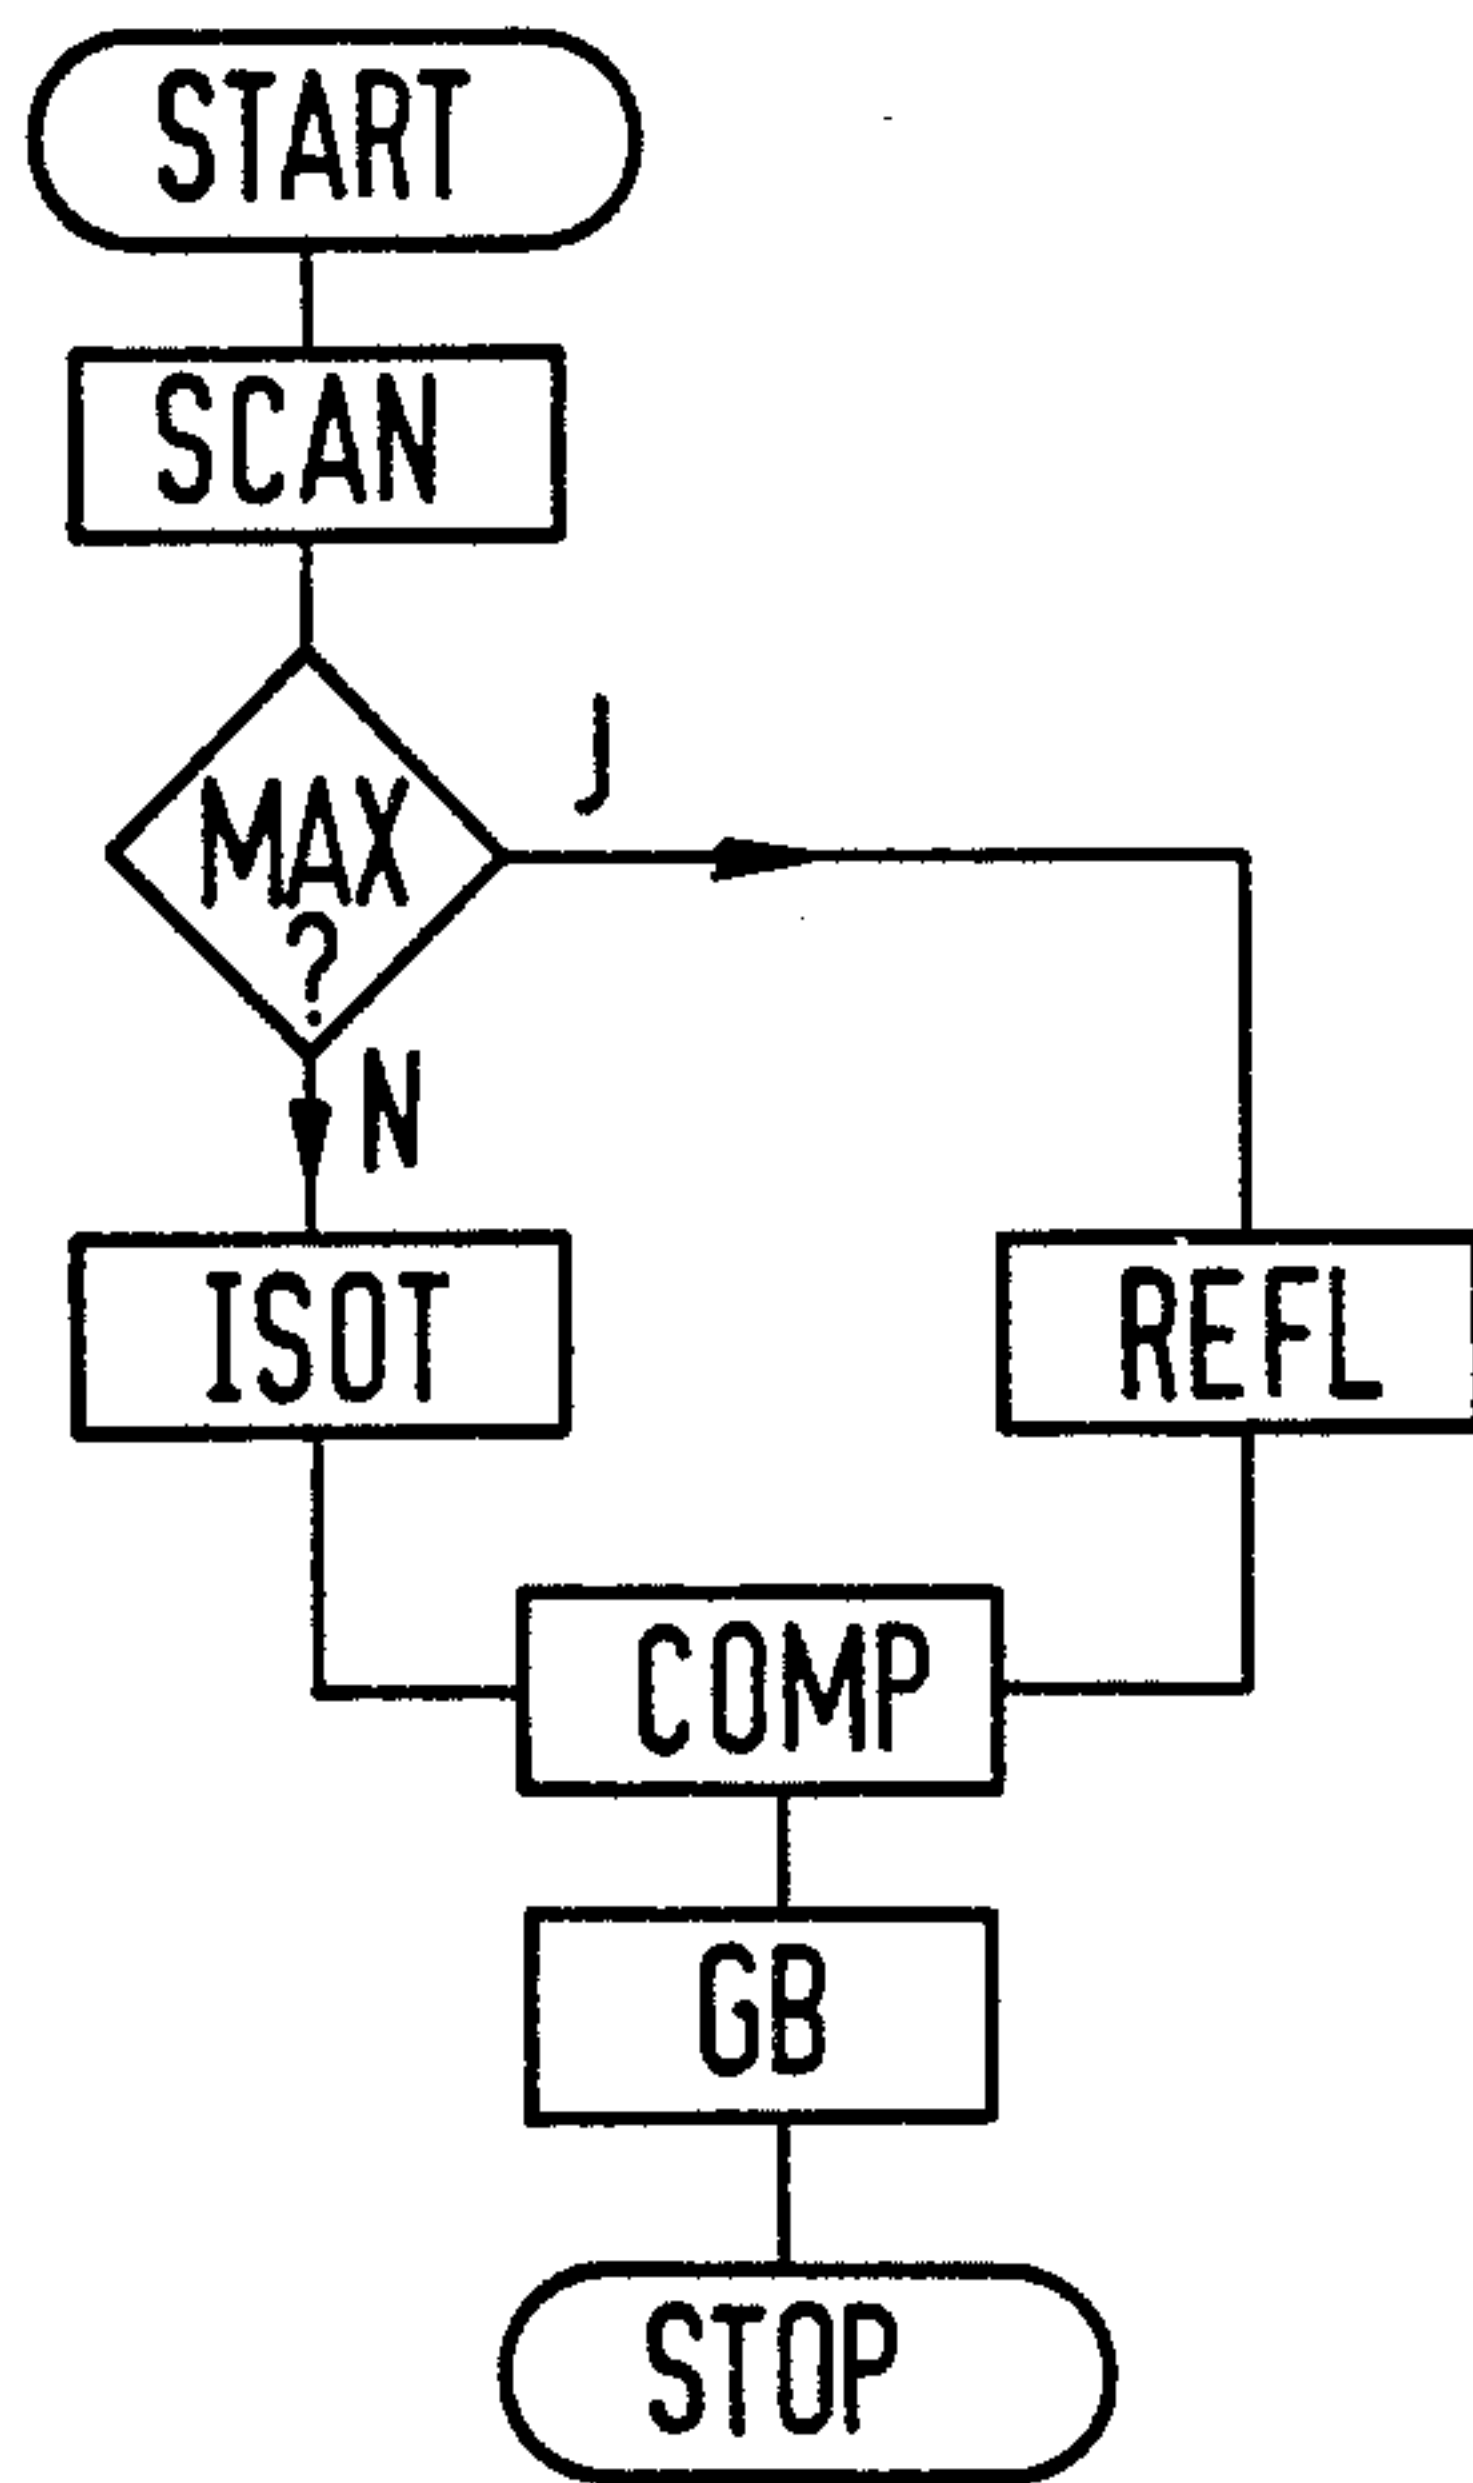 START
SCAN
J
MAX
?
N
ISOT
REFL
COMP
GB
STOP